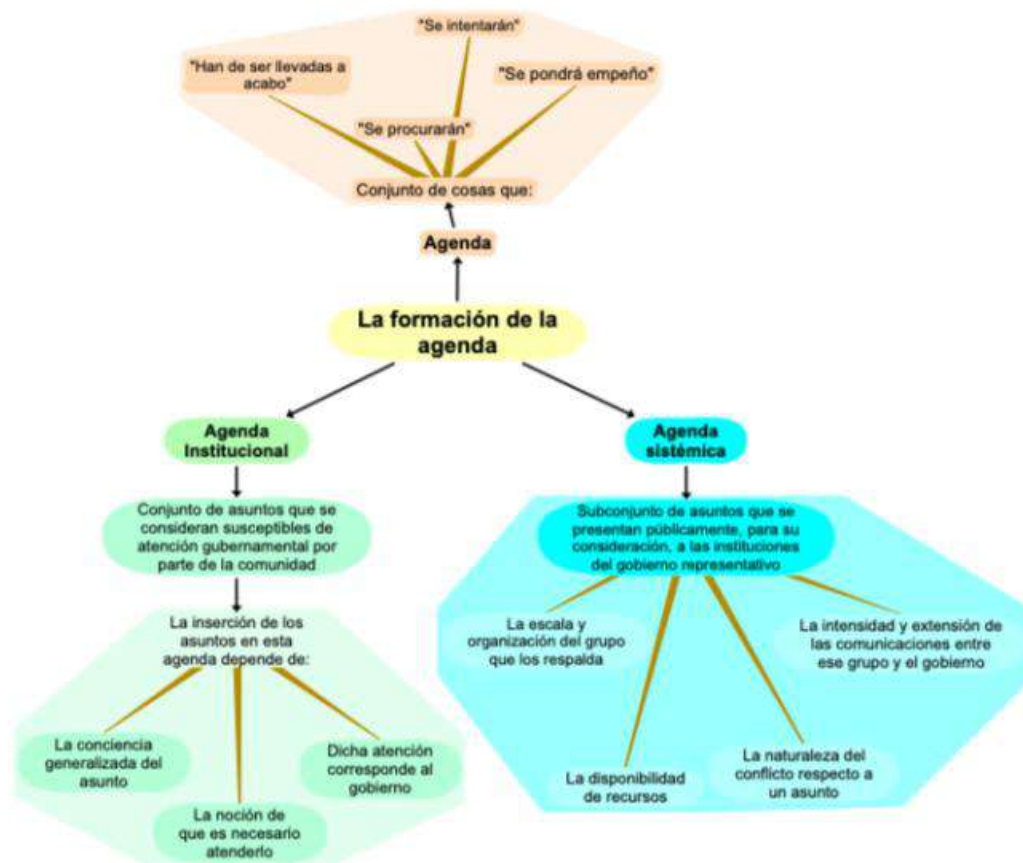 "Se intentarán"
"Han de ser llevadas a
acabo"
"Se pondrá empeño"
"Se procurarán"
Conjunto de cosas que:
Agenda
La formación de la
agenda
Agenda
Institucional
Conjunto de asuntos que se
consideran susceptibles de
atención gubernamental por
parte de la comunidad
La inserción de los
asuntos en esta
agenda depende de:
La conciencia
generalizada del
asunto
La noción de
que es necesario
atenderlo
Dicha atención
corresponde al
gobierno
Agenda
sistémica
Subconjunto de asuntos que se
presentan públicamente, para su
consideración, a las instituciones
del gobierno representativo
La escala y
organización del grupo
que los respalda
La disponibilidad
de recursos
La naturaleza del
conflicto respecto a
un asunto
La intensidad y extensión de
las comunicaciones entre
ese grupo y el gobierno